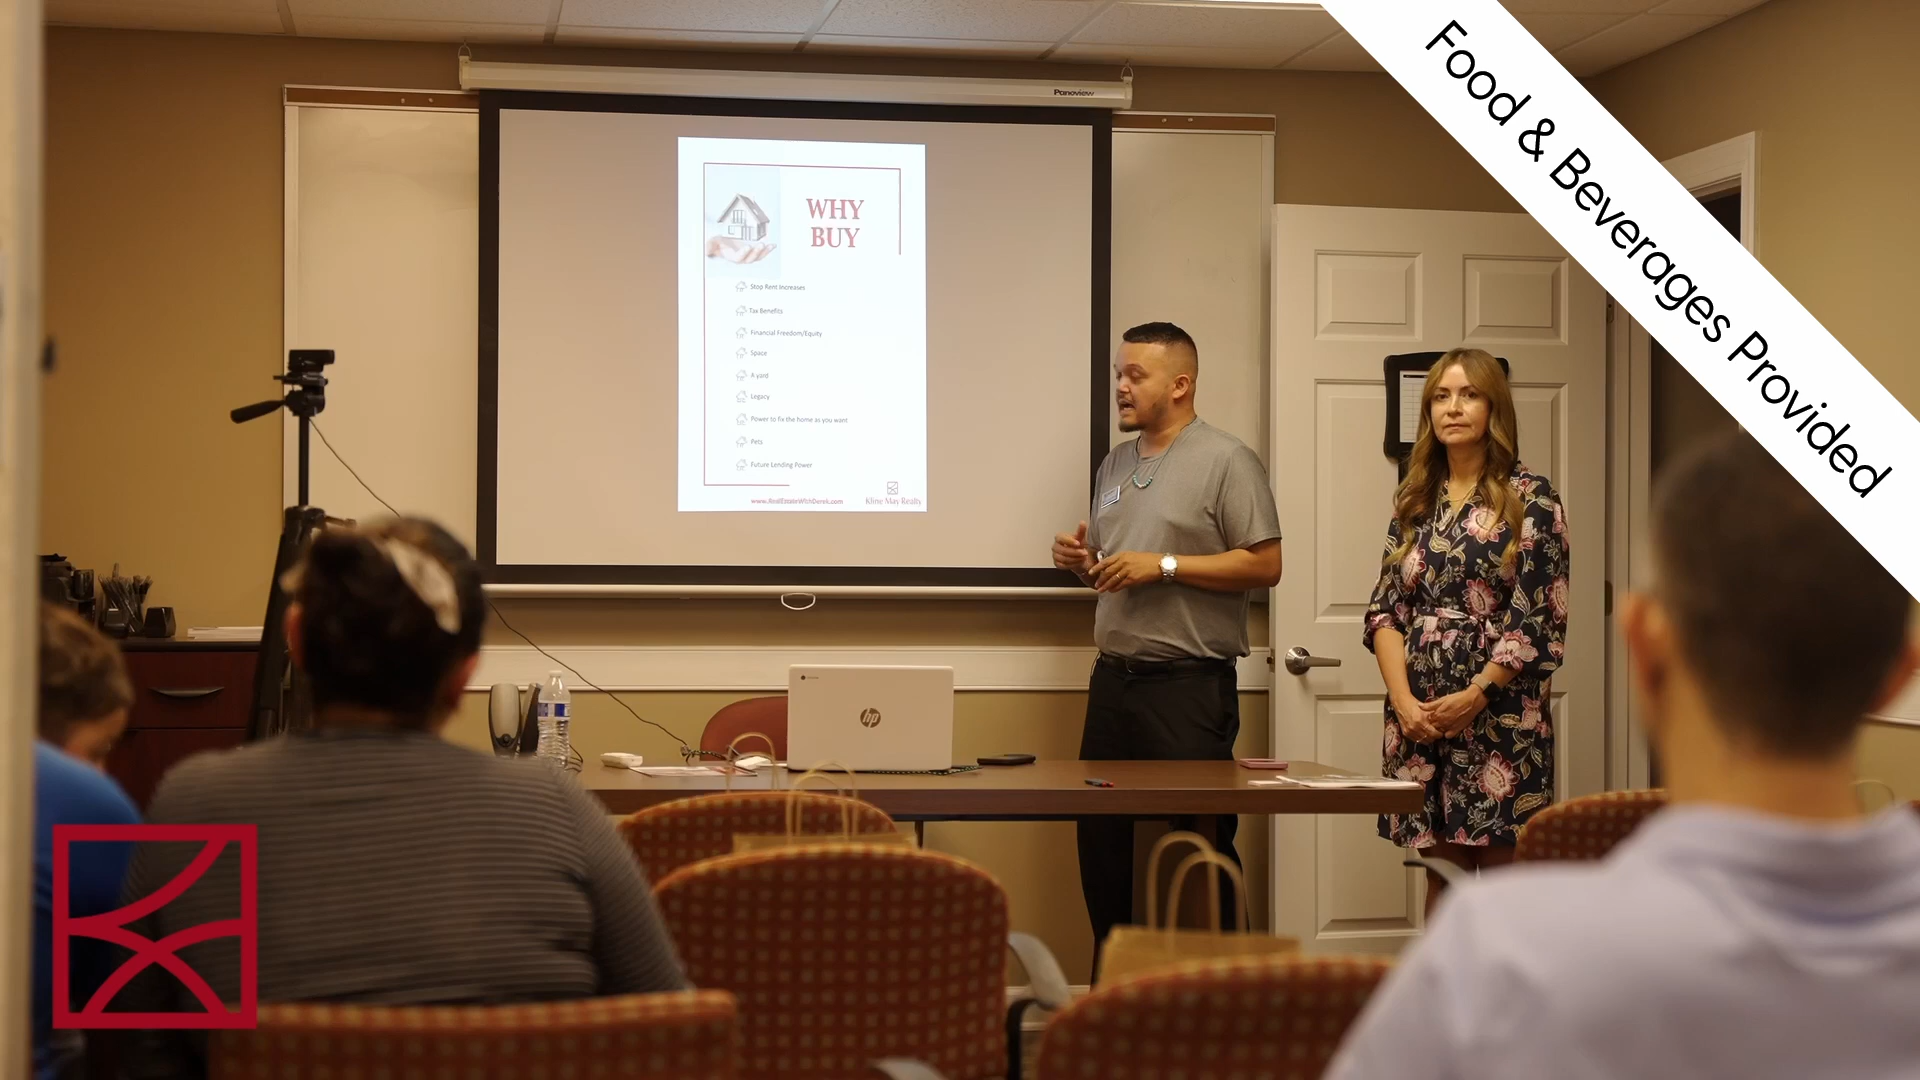 Food & Beverages Provided
Panoview
WHY
BUY
Stop Rent Increases
Tax Benefits
Financial Freedom/Equity
Space
A yard
Legacy
Power to fix the home as you want
Pets
Future Lending Power
www.RealEstateWithDerek.com
Kline May Realty
hp